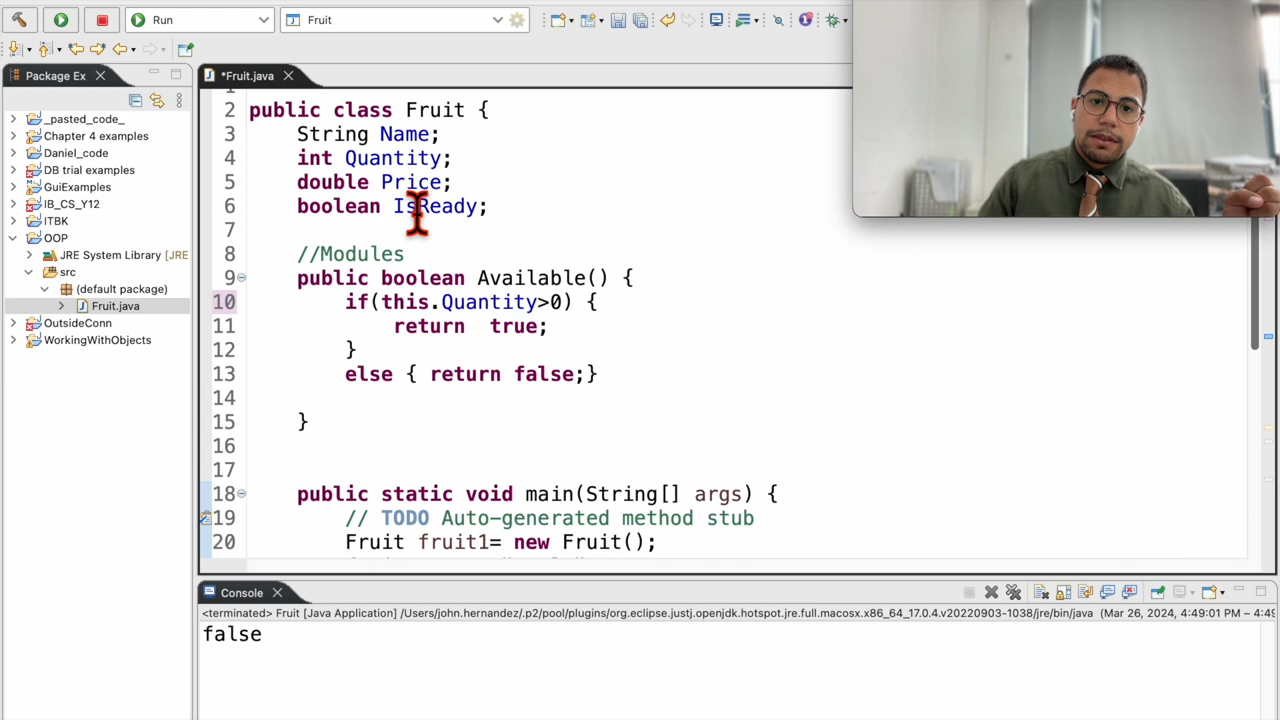 Run
Fruit
Package Ex
*Fruit.java
_pasted_code_
Chapter 4 examples
Daniel_code
DB trial examples
GuiExamples
IB_CS_Y12
ITBK
OOP
JRE System Library [JRE
src
(default package)
Fruit.java
OutsideConn
WorkingWithObjects
2 public class Fruit {
3 String Name;
4 int Quantity;
5 double Price;
6 boolean IsReady;
7
8 //Modules
9 public boolean Available() {
10 if(this.Quantity>0) {
11 return  true;
12 }
13 else { return false;}
14
15 }
16
17
18 public static void main(String[] args) {
19 // TODO Auto-generated method stub
20 Fruit fruit1= new Fruit();
Console
<terminated> Fruit [Java Application] /Users/john.hernandez/.p2/pool/plugins/org.eclipse.justj.openjdk.hotspot.jre.full.macosx.x86_64_17.0.4.v20220903-1038/jre/bin/java (Mar 26, 2024, 4:49:01 PM – 4:49
false